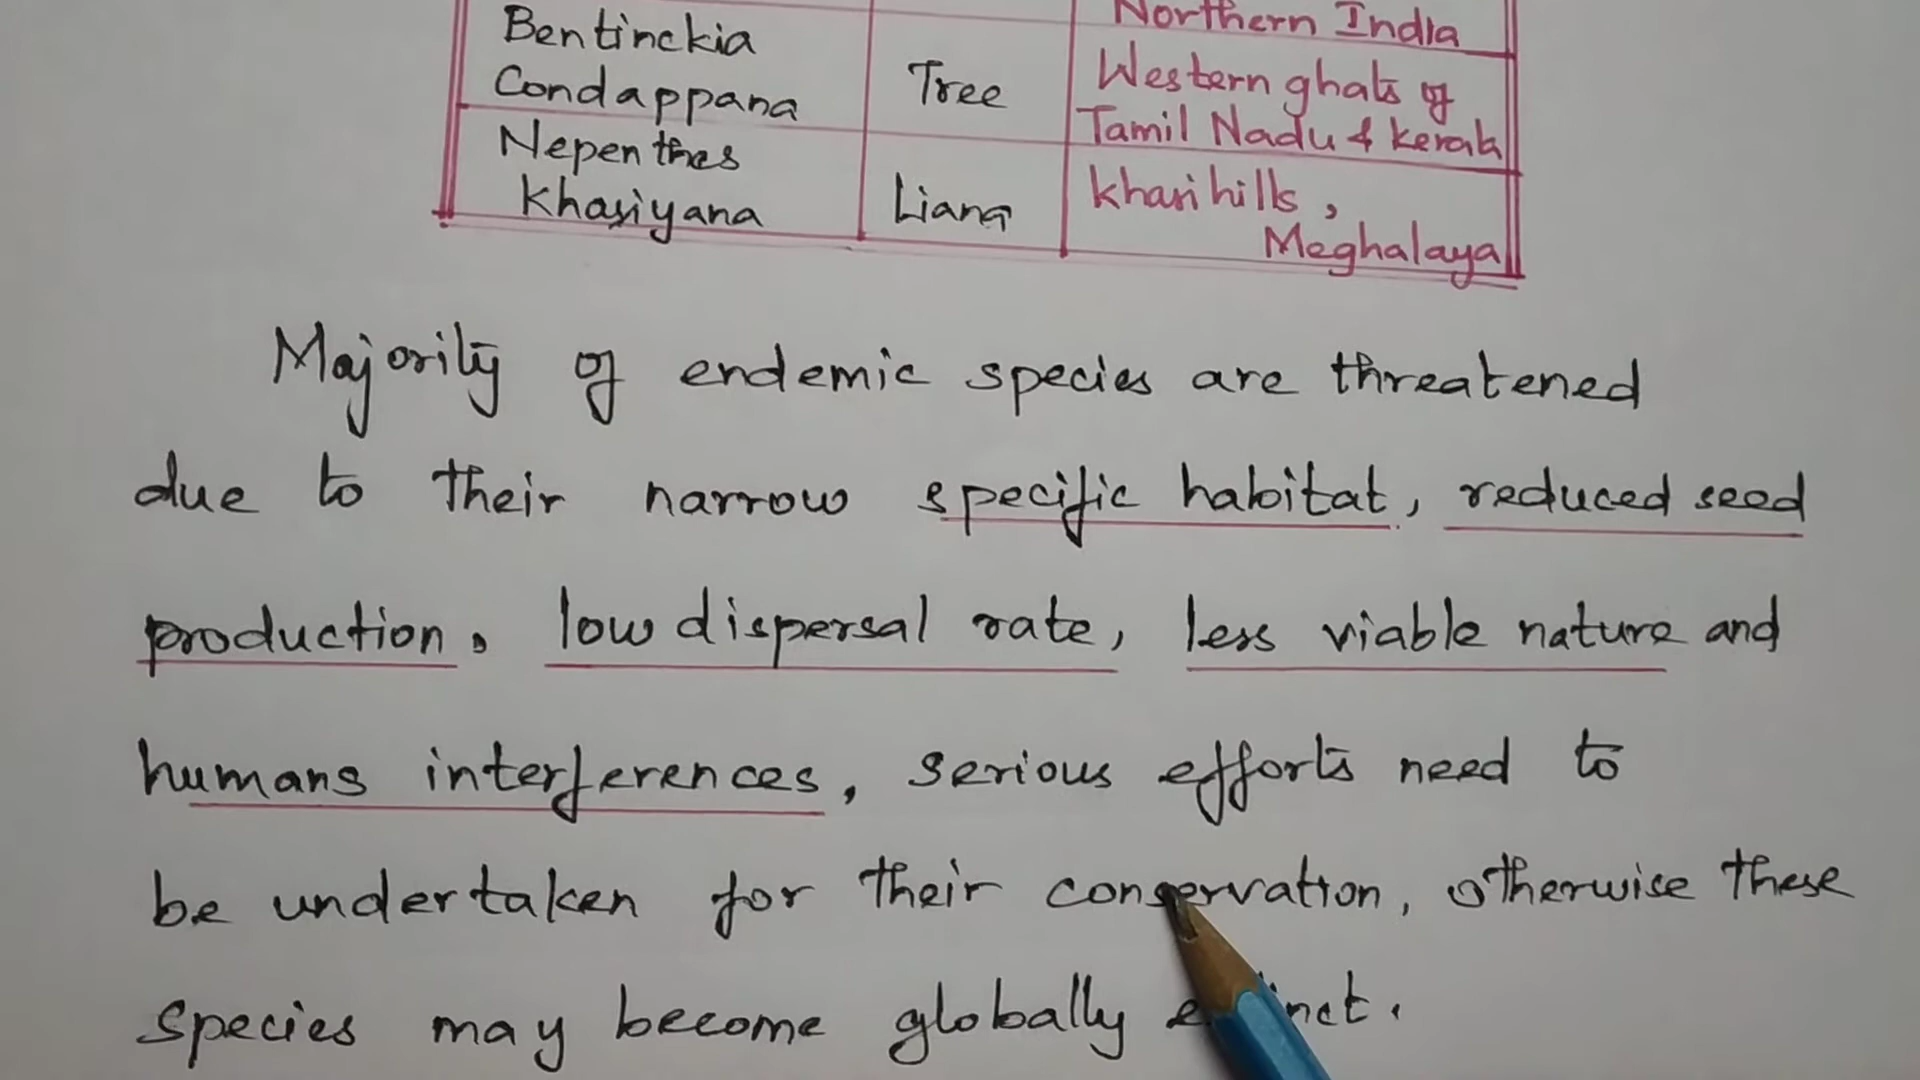 Northern India
Bentinckia
Condappana
Tree
Western ghats of
Tamil Nadu & Kerala
Nepenthes
Khasiyana
Liana
Khasi hills,
Meghalaya
Majority of endemic species are threatened
due to their narrow specific habitat, reduced seed
production, low dispersal rate, less viable nature and
humans interferences, serious efforts need to
be undertaken for their conservation, otherwise these
species may become globally